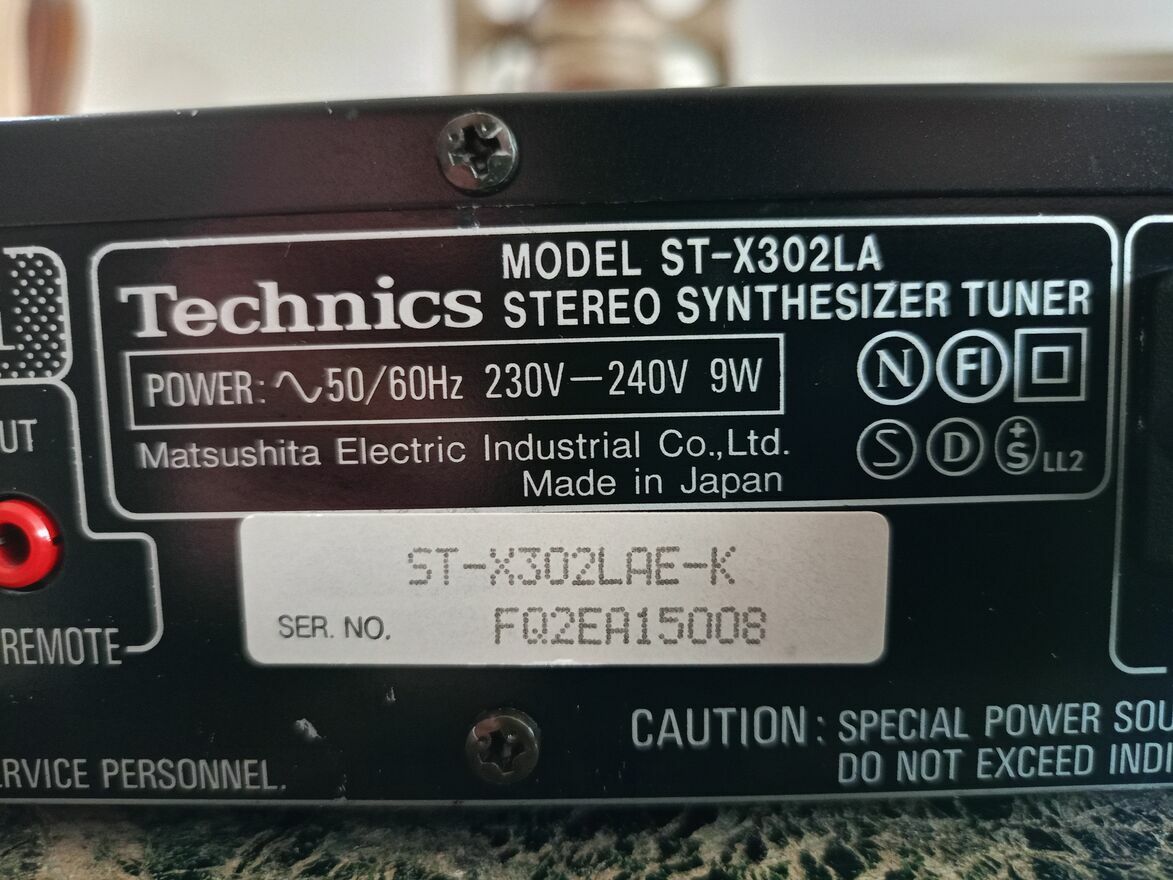 MODEL ST-X302LA
Technics STEREO SYNTHESIZER TUNER
POWER: ∿50/60Hz 230V—240V 9W
N FI
Matsushita Electric Industrial Co.,Ltd.
S D +S LL2
Made in Japan
UT
ST-X302LAE-K
SER. NO. FQ2EA15008
REMOTE
CAUTION: SPECIAL POWER SOU
DO NOT EXCEED INDI
RVICE PERSONNEL.